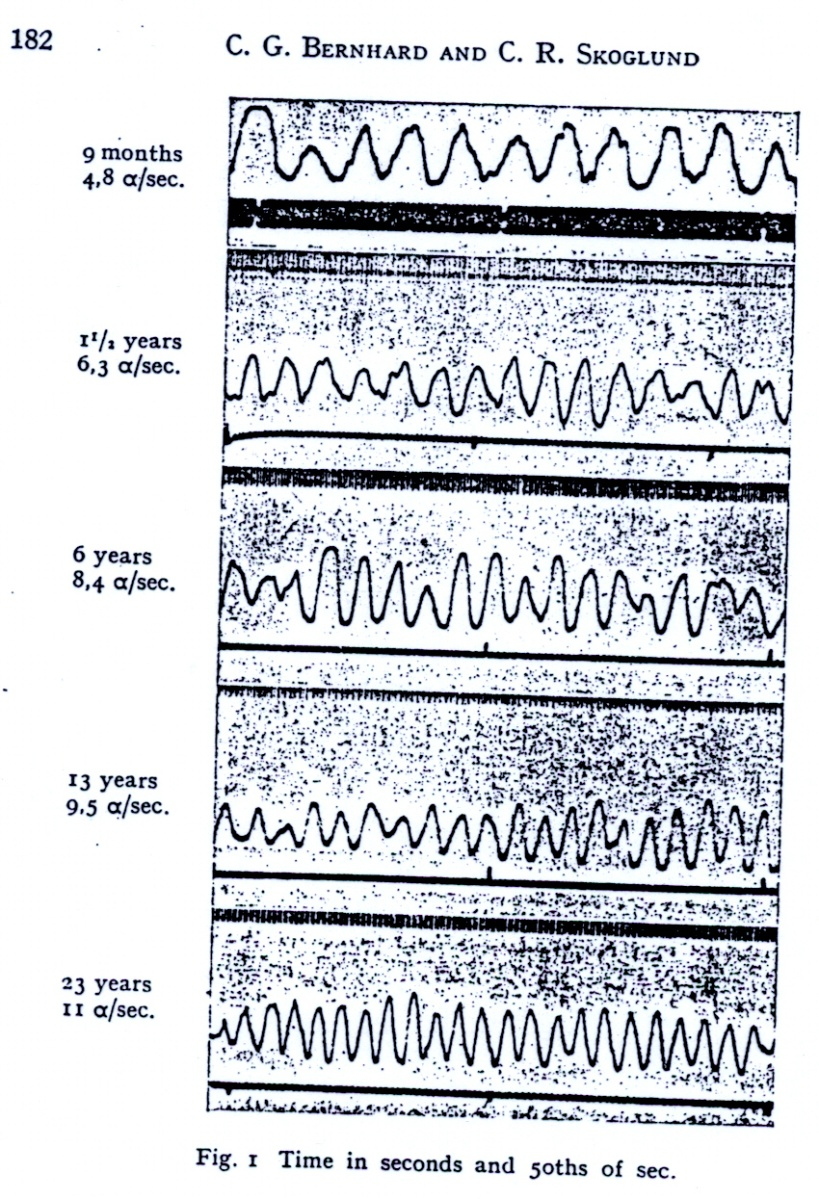 182
C. G. BERNHARD AND C. R. SKOGLUND
9 months
4,8 α/sec.
1¹/₂ years
6,3 α/sec.
6 years
8,4 α/sec.
13 years
9,5 α/sec.
23 years
11 α/sec.
Fig. 1 Time in seconds and 50ths of sec.